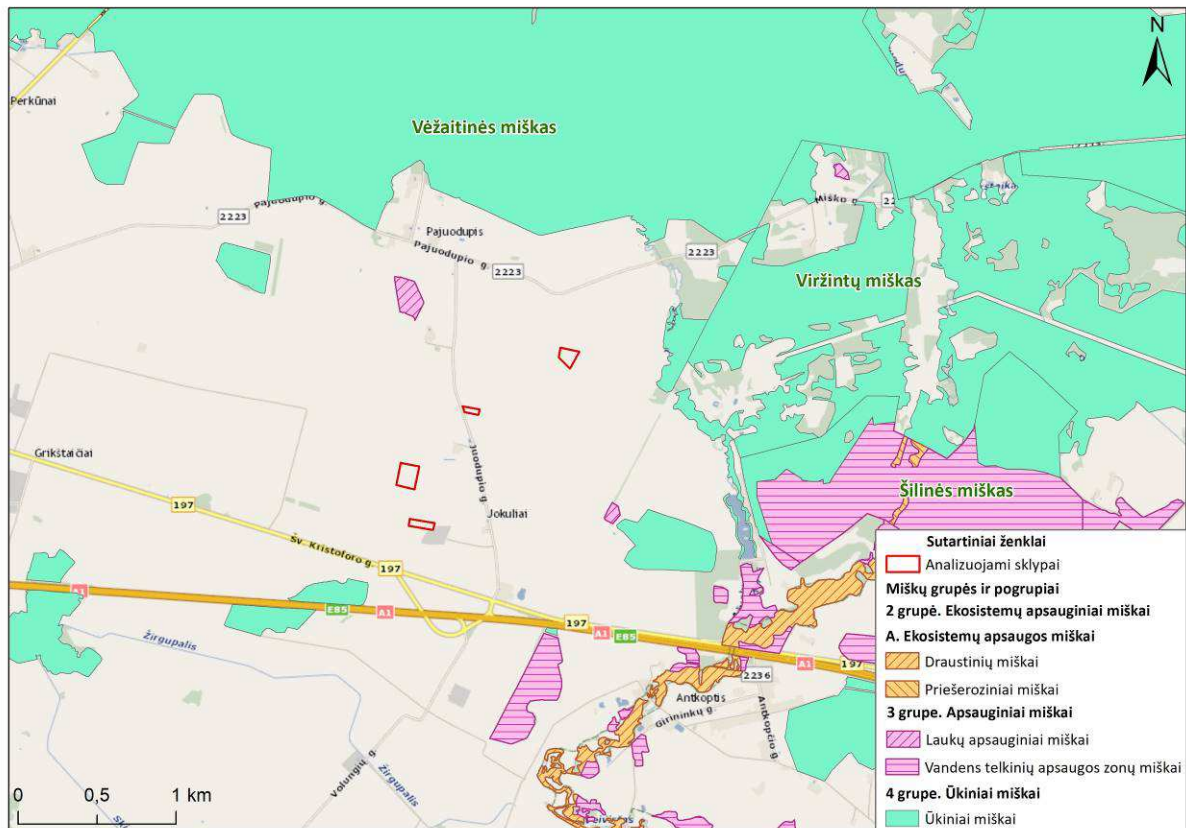 N
Perkūnai
Vėžaitinės miškas
2223
Pajuodupio g.
Pajuodupis
Pajuodupio g.
2223
Miško g.
2223
Viržintų miškas
Grikštaičiai
197
Juodupio g.
Jokuliai
Šilinės miškas
Šv. Kristoforo g.
197
A1
E85
A1
197
A1
E85
A1
197
Žirgupalis
2236
Antkoptis
Girininkų g.
Antkopčio g.
Volungių g.
Žirgupalis
0 0,5 1 km
Sutartiniai ženklai
Analizuojami sklypai
Miškų grupės ir pogrupiai
2 grupė. Ekosistemų apsauginiai miškai
A. Ekosistemų apsaugos miškai
Draustinių miškai
Priešeroziniai miškai
3 grupe. Apsauginiai miškai
Laukų apsauginiai miškai
Vandens telkinių apsaugos zonų miškai
4 grupe. Ūkiniai miškai
Ūkiniai miškai